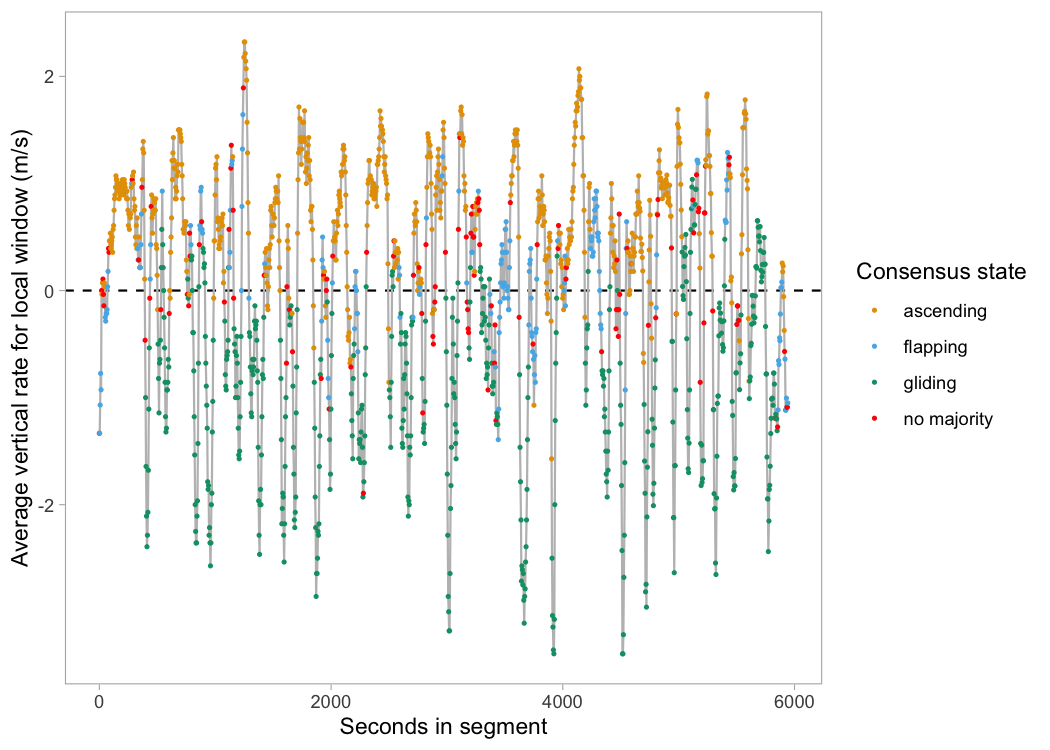 Average vertical rate for local window (m/s)
2
0
-2
0
2000
4000
6000
Seconds in segment
Consensus state
ascending
flapping
gliding
no majority